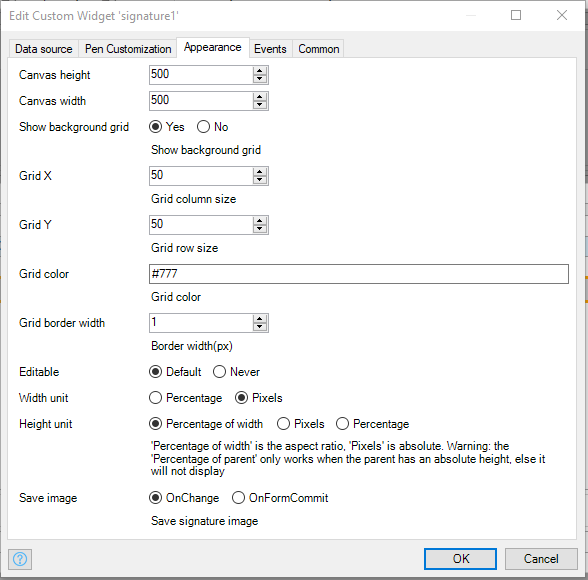 Edit Custom Widget 'signature1'
Data source Pen Customization Appearance Events Common
Canvas height 500
Canvas width 500
Show background grid Yes No
Show background grid
Grid X 50
Grid column size
Grid Y 50
Grid row size
Grid color #777
Grid color
Grid border width 1
Border width(px)
Editable Default Never
Width unit Percentage Pixels
Height unit Percentage of width Pixels Percentage
'Percentage of width' is the aspect ratio, 'Pixels' is absolute. Warning: the
'Percentage of parent' only works when the parent has an absolute height, else it
will not display
Save image OnChange OnFormCommit
Save signature image
? OK Cancel